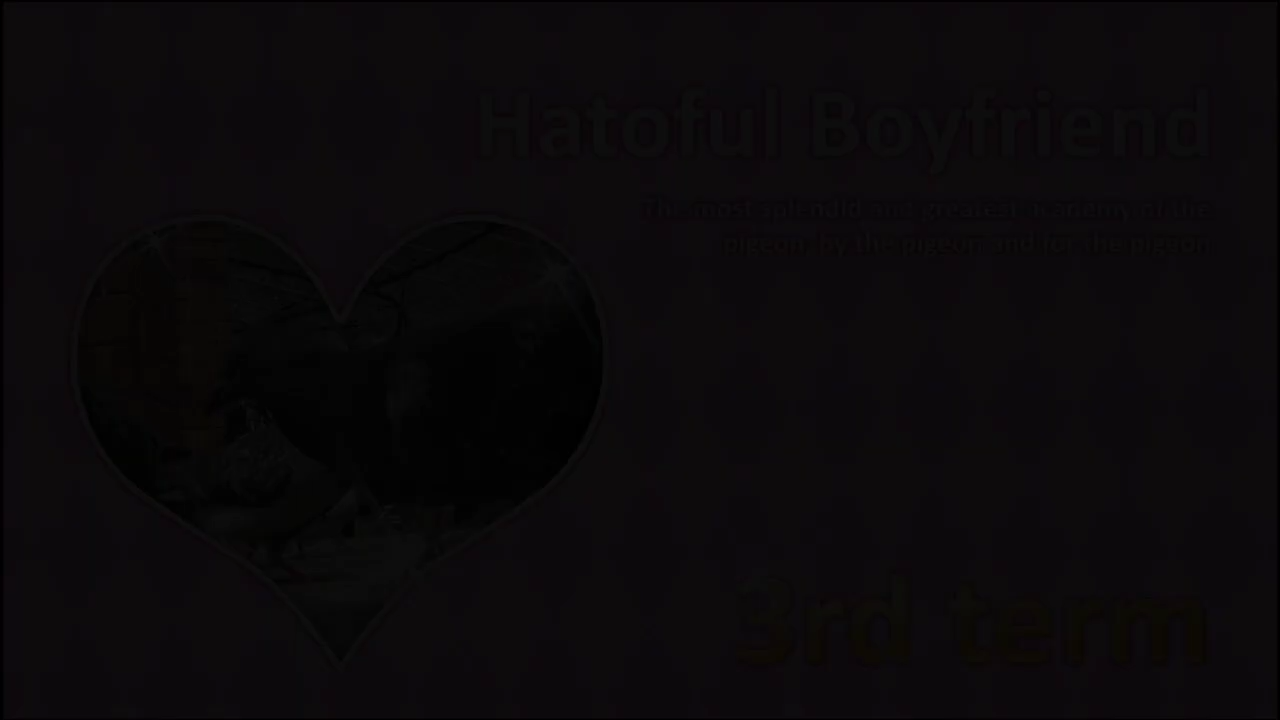 Hatoful Boyfriend
The most splendid and greatest of the
pigeon by the pigeon and for the pigeon
3rd term